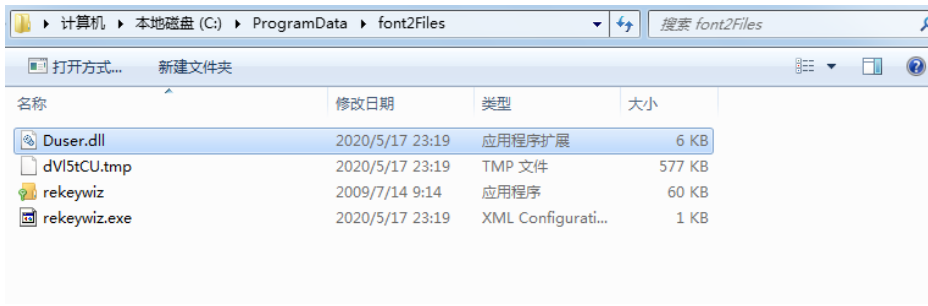 计算机 本地磁盘 (C:) ProgramData font2Files 搜索 font2Files
打开方式... 新建文件夹
名称 修改日期 类型 大小
Duser.dll 2020/5/17 23:19 应用程序扩展 6 KB
dVl5tCU.tmp 2020/5/17 23:19 TMP 文件 577 KB
rekeywiz 2009/7/14 9:14 应用程序 60 KB
rekeywiz.exe 2020/5/17 23:19 XML Configurati... 1 KB